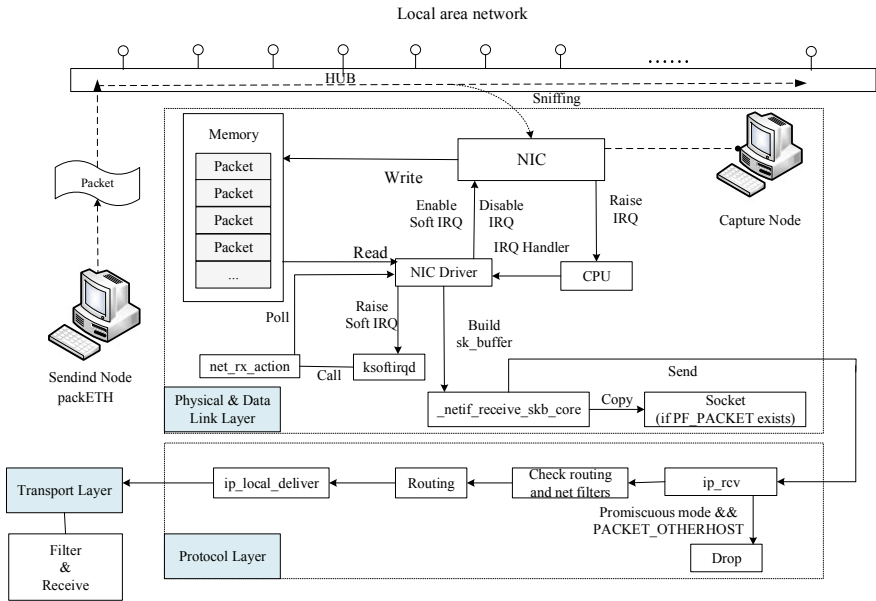 Local area network
......
HUB
Sniffing
Memory
Packet
Packet
Packet
Packet
...
NIC
Write
Packet
Capture Node
Enable
Soft IRQ
Disable
IRQ
Raise
IRQ
IRQ Handler
Read
NIC Driver
CPU
Poll
Raise
Soft IRQ
Build
sk_buffer
net_rx_action
Call
ksoftirqd
Send
Sendind Node
packETH
Physical & Data
Link Layer
_netif_receive_skb_core
Copy
Socket
(if PF_PACKET exists)
Transport Layer
ip_local_deliver
Routing
Check routing
and net filters
ip_rcv
Promiscuous mode &&
PACKET_OTHERHOST
Filter
&
Receive
Protocol Layer
Drop